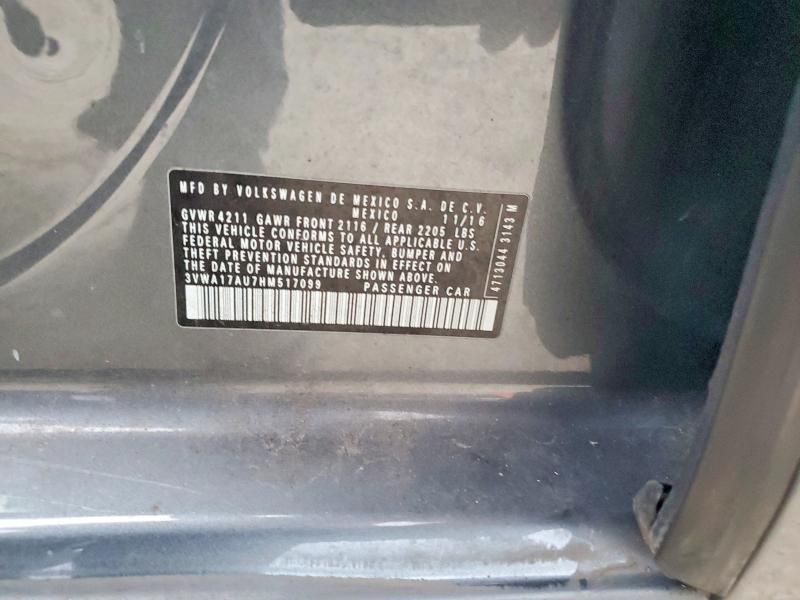 MFD BY VOLKSWAGEN DE MEXICO S.A. DE C.V.
MEXICO 11/16
GVWR 4211 GAWR FRONT 2116 / REAR 2205 LBS
THIS VEHICLE CONFORMS TO ALL APPLICABLE U.S.
FEDERAL MOTOR VEHICLE SAFETY, BUMPER AND
THEFT PREVENTION STANDARDS IN EFFECT ON
THE DATE OF MANUFACTURE SHOWN ABOVE.
3VWA17AU7HM517099 PASSENGER CAR
4713044 3143 M